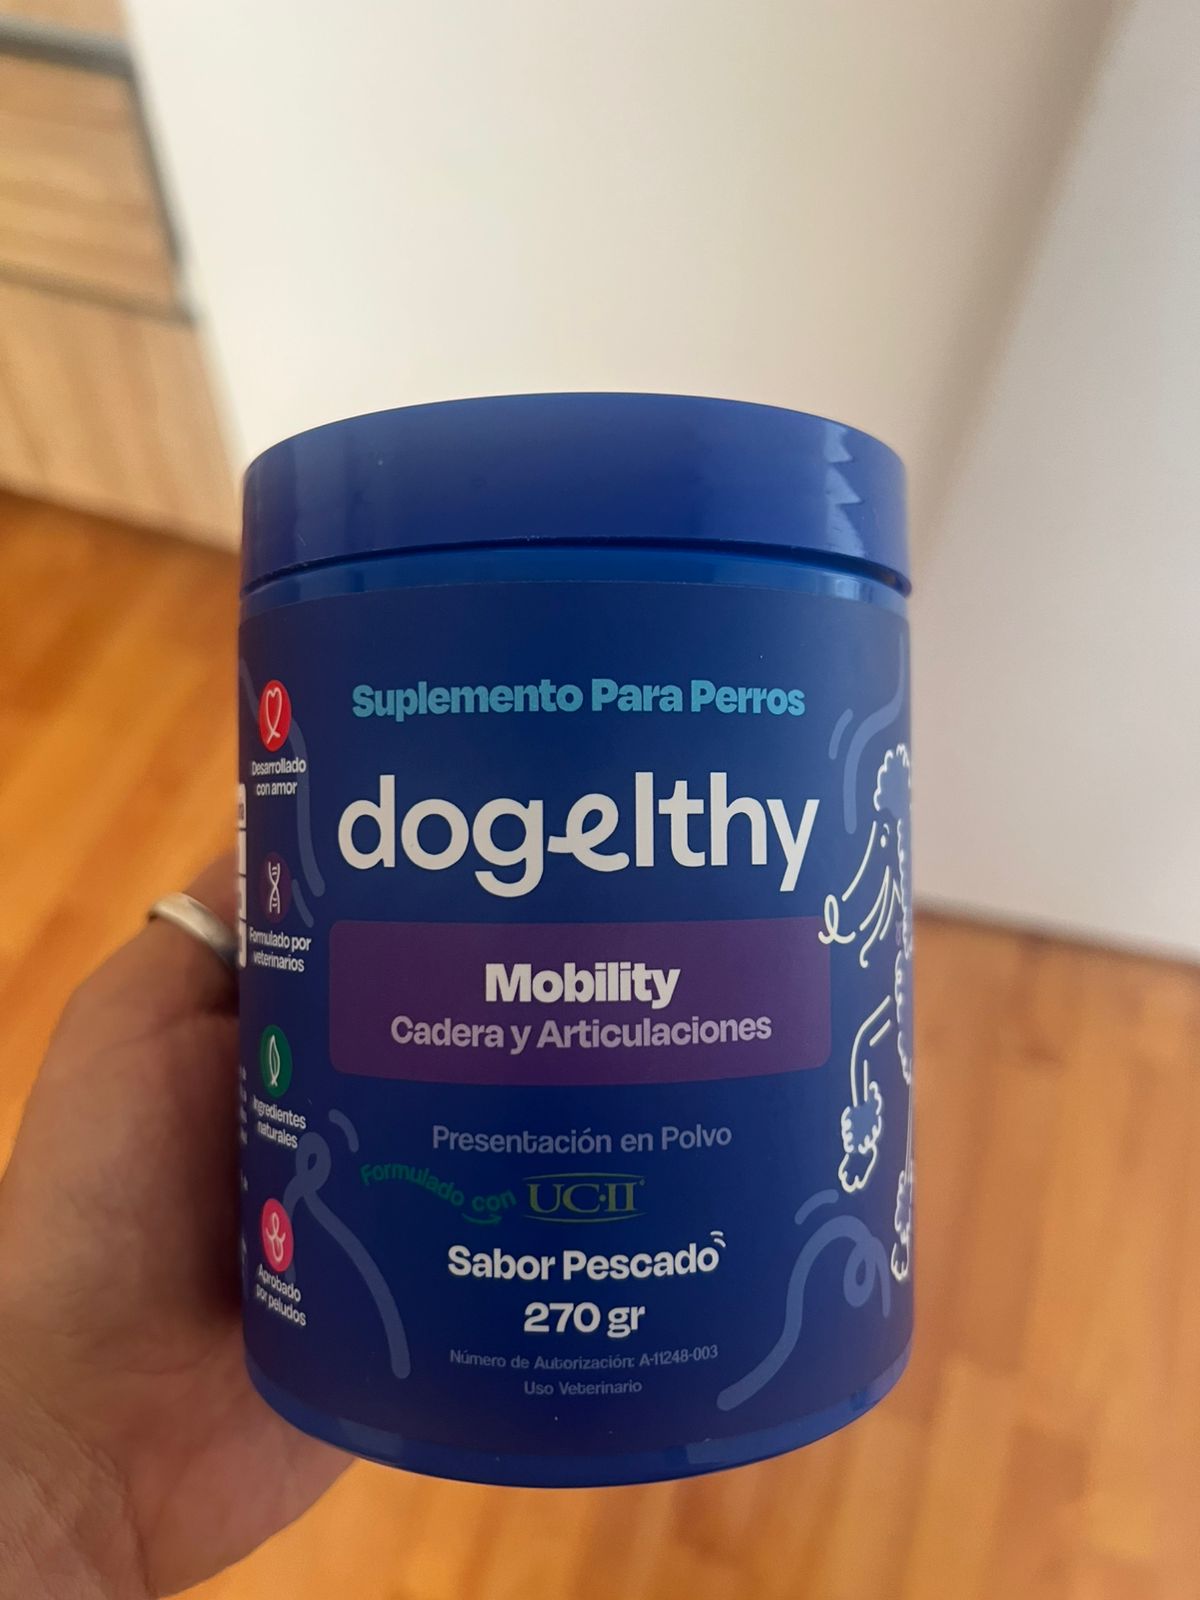 Suplemento Para Perros
dogelthy
Mobility
Cadera y Articulaciones
Presentación en Polvo
Formulado con
UC·II®
Sabor Pescado
270 gr
Número de Autorización: A-11248-003
Uso Veterinario
Desarrollado
con amor
Formulado por
veterinarios
Ingredientes
naturales
Aprobado
por peludos